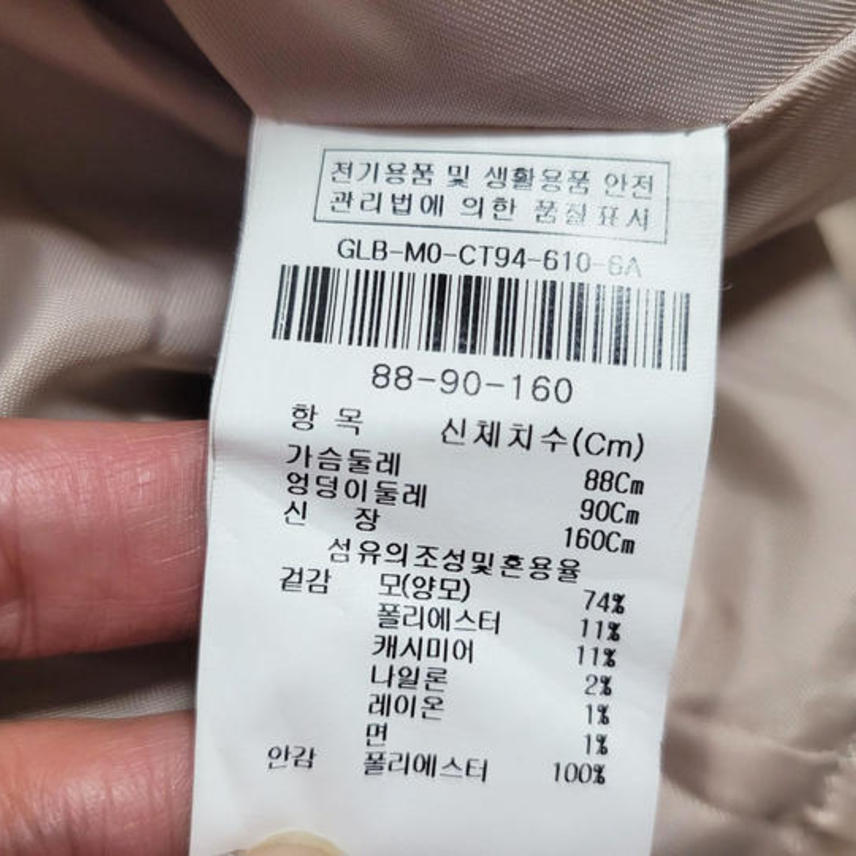 전기용품 및 생활용품 안전
관리법에 의한 품질표시
GLB-MO-CT94-610-6A
88-90-160
항 목 신체치수(Cm)
가슴둘레 88Cm
엉덩이둘레 90Cm
신 장 160Cm
섬유의조성및혼용율
겉감 모(양모) 74%
폴리에스터 11%
캐시미어 11%
나일론 2%
레이온 1%
면 1%
안감 폴리에스터 100%